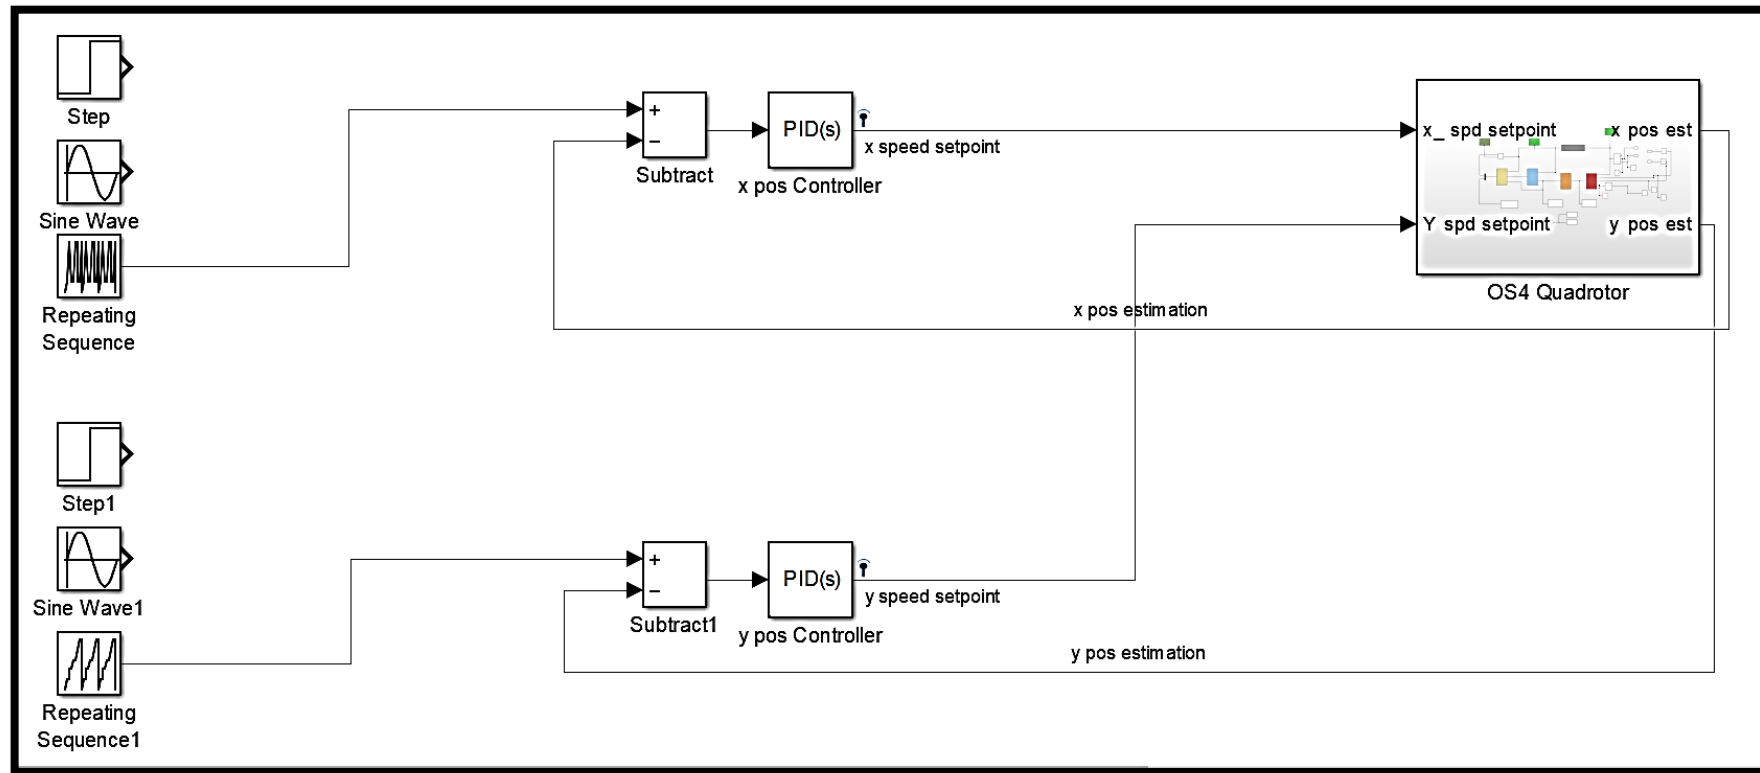 Step
Sine Wave
Repeating
Sequence
+
−
Subtract
PID(s)
x pos Controller
x speed setpoint
x_ spd setpoint
x pos est
Y spd setpoint
y pos est
OS4 Quadrotor
x pos estimation
Step1
Sine Wave1
Repeating
Sequence1
+
−
Subtract1
PID(s)
y pos Controller
y speed setpoint
y pos estimation